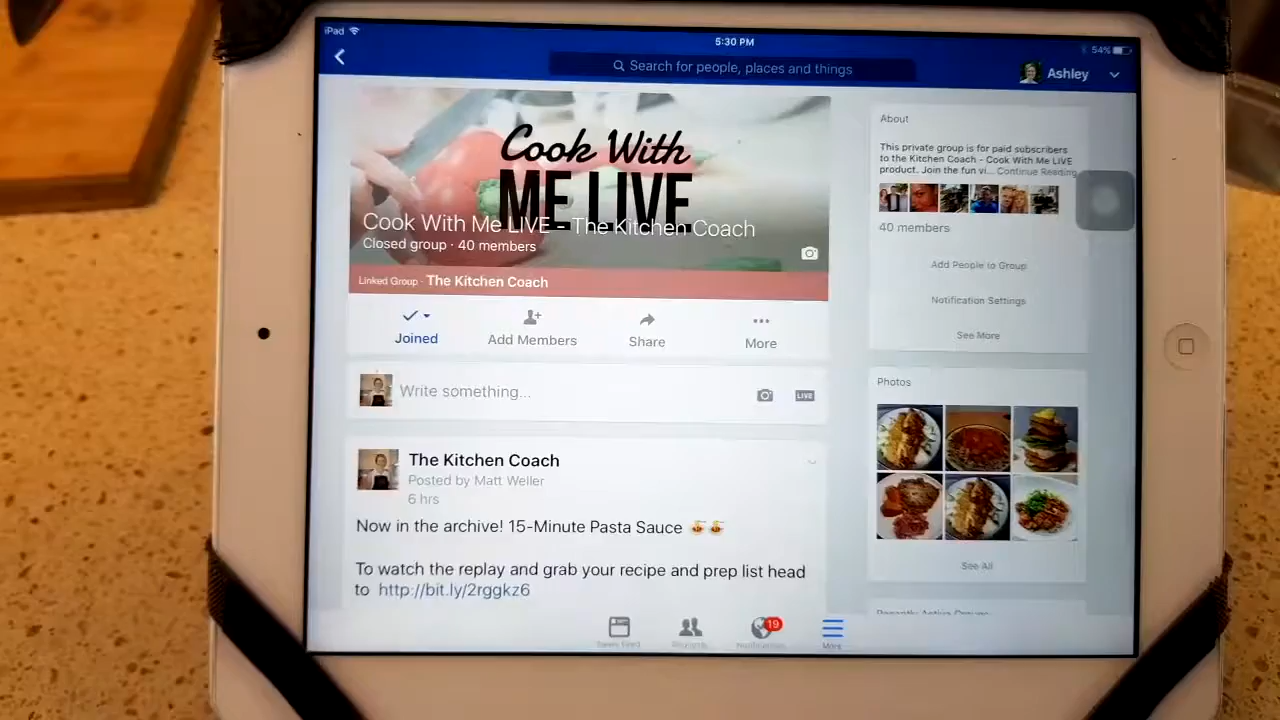 iPad
5:30 PM
54%
Search for people, places and things
Ashley
Cook With
ME LIVE
Cook With Me LIVE - The Kitchen Coach
Closed group · 40 members
Linked Group · The Kitchen Coach
Joined
Add Members
Share
More
Write something...
LIVE
The Kitchen Coach
Posted by Matt Weller
6 hrs
Now in the archive! 15-Minute Pasta Sauce 🍝🍝
To watch the replay and grab your recipe and prep list head
to http://bit.ly/2rggkz6
About
This private group is for paid subscribers
to the Kitchen Coach - Cook With Me LIVE
product. Join the fun vi... Continue Reading
40 members
Add People to Group
Notification Settings
See More
Photos
See All
News Feed
Requests
19
Notifications
More